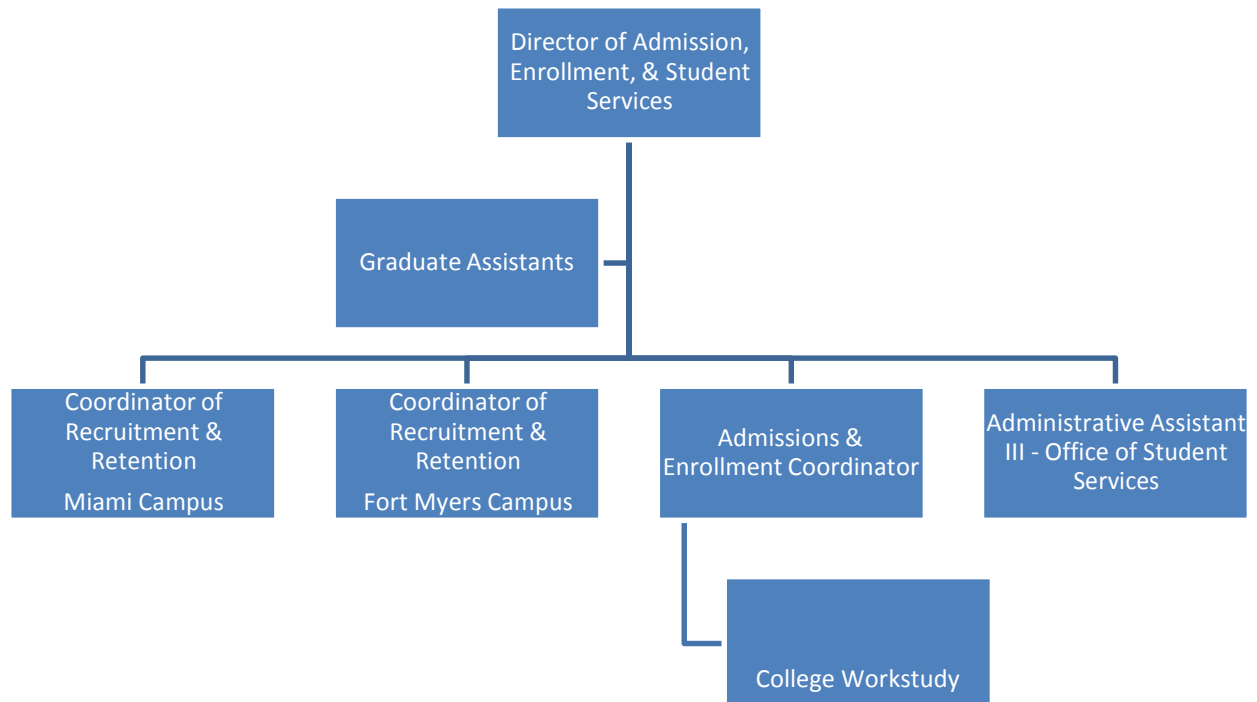 Director of Admission,
Enrollment, & Student
Services
Graduate Assistants
Coordinator of
Recruitment &
Retention
Miami Campus
Coordinator of
Recruitment &
Retention
Fort Myers Campus
Admissions &
Enrollment Coordinator
Administrative Assistant
III - Office of Student
Services
College Workstudy